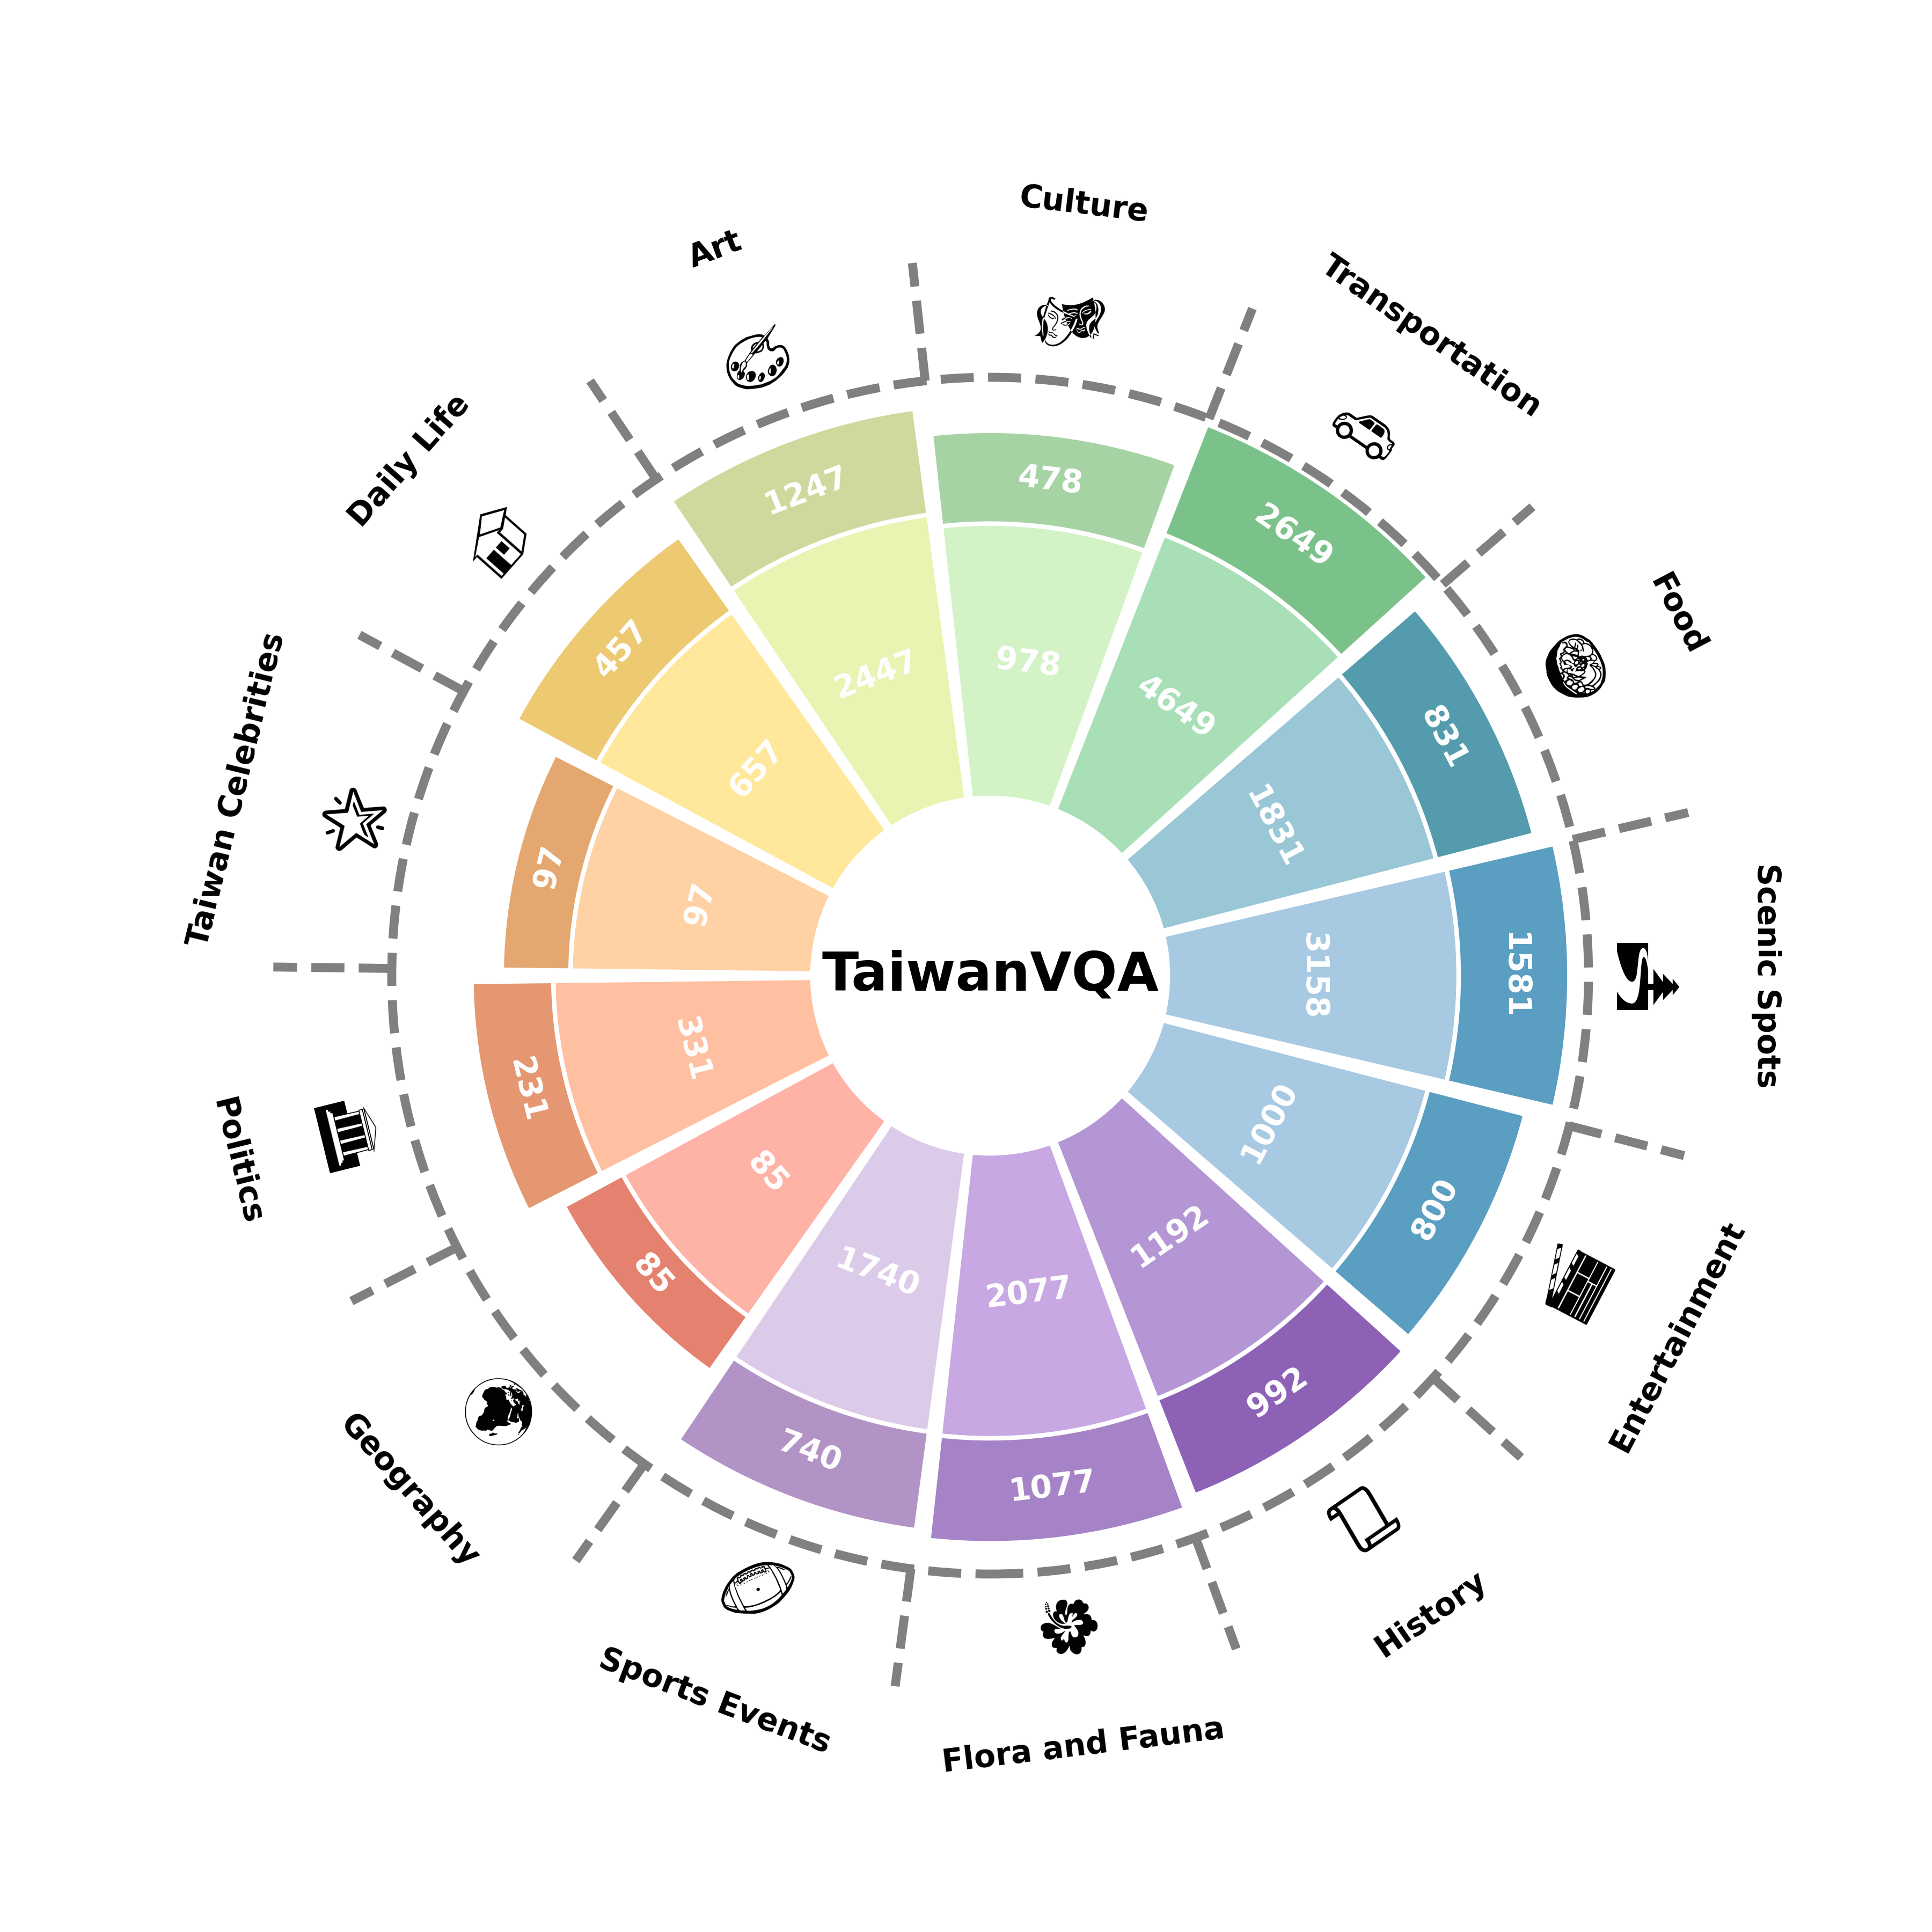 Culture
Transportation
Food
Scenic Spots
Entertainment
History
Flora and Fauna
Sports Events
Geography
Politics
Taiwan Celebrities
Daily Life
Art
478
978
2649
4649
831
1831
1581
3158
800
1000
992
1192
1077
2077
740
1740
85
85
231
331
97
97
457
657
1247
2447
TaiwanVQA